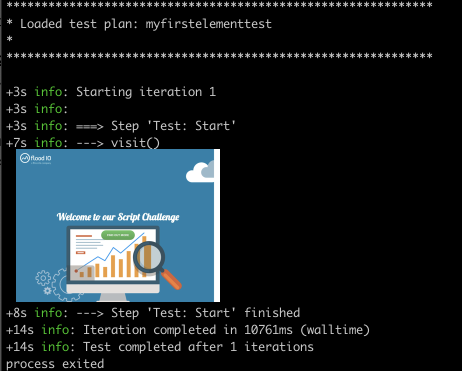 *************************************************************
* Loaded test plan: myfirstelementtest
*
*************************************************************
+3s info: Starting iteration 1
+3s info:
+3s info: ===> Step 'Test: Start'
+7s info: ---> visit()
flood IO
Welcome to our Script Challenge
+8s info: ---> Step 'Test: Start' finished
+14s info: Iteration completed in 10761ms (walltime)
+14s info: Test completed after 1 iterations
process exited